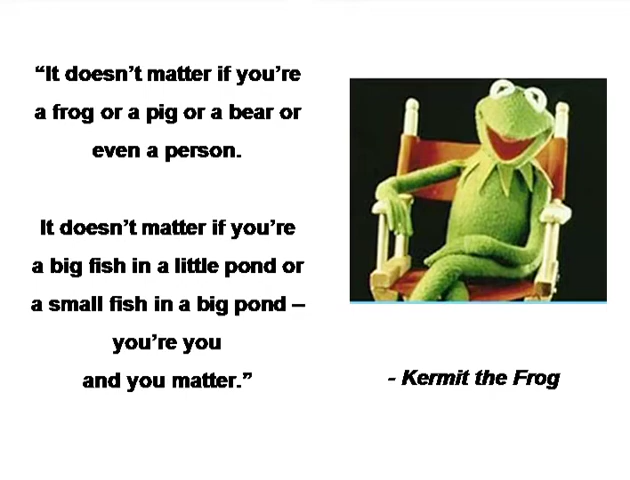 “It doesn’t matter if you’re
a frog or a pig or a bear or
even a person.
It doesn’t matter if you’re
a big fish in a little pond or
a small fish in a big pond –
you’re you
and you matter.”
- Kermit the Frog